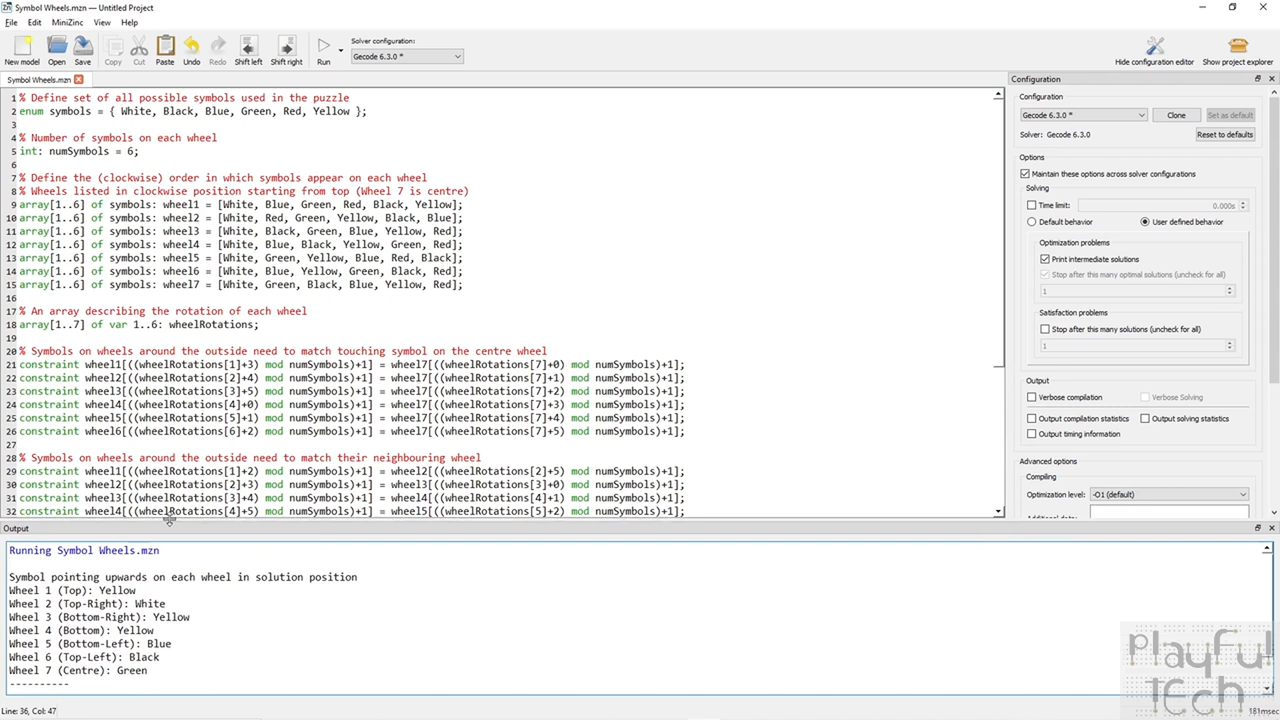 Symbol Wheels.mzn — Untitled Project
File Edit MiniZinc View Help
New model Open Save Copy Cut Paste Undo Redo Shift left Shift right Run
Solver configuration:
Gecode 6.3.0 *
Hide configuration editor Show project explorer
Symbol Wheels.mzn
1 % Define set of all possible symbols used in the puzzle
2 enum symbols = { White, Black, Blue, Green, Red, Yellow };
3
4 % Number of symbols on each wheel
5 int: numSymbols = 6;
6
7 % Define the (clockwise) order in which symbols appear on each wheel
8 % Wheels listed in clockwise position starting from top (Wheel 7 is centre)
9 array[1..6] of symbols: wheel1 = [White, Blue, Green, Red, Black, Yellow];
10 array[1..6] of symbols: wheel2 = [White, Red, Green, Yellow, Black, Blue];
11 array[1..6] of symbols: wheel3 = [White, Black, Green, Blue, Yellow, Red];
12 array[1..6] of symbols: wheel4 = [White, Blue, Black, Yellow, Green, Red];
13 array[1..6] of symbols: wheel5 = [White, Green, Yellow, Blue, Red, Black];
14 array[1..6] of symbols: wheel6 = [White, Blue, Yellow, Green, Black, Red];
15 array[1..6] of symbols: wheel7 = [White, Green, Black, Blue, Yellow, Red];
16
17 % An array describing the rotation of each wheel
18 array[1..7] of var 1..6: wheelRotations;
19
20 % Symbols on wheels around the outside need to match touching symbol on the centre wheel
21 constraint wheel1[((wheelRotations[1]+3) mod numSymbols)+1] = wheel7[((wheelRotations[7]+0) mod numSymbols)+1];
22 constraint wheel2[((wheelRotations[2]+4) mod numSymbols)+1] = wheel7[((wheelRotations[7]+1) mod numSymbols)+1];
23 constraint wheel3[((wheelRotations[3]+5) mod numSymbols)+1] = wheel7[((wheelRotations[7]+2) mod numSymbols)+1];
24 constraint wheel4[((wheelRotations[4]+0) mod numSymbols)+1] = wheel7[((wheelRotations[7]+3) mod numSymbols)+1];
25 constraint wheel5[((wheelRotations[5]+1) mod numSymbols)+1] = wheel7[((wheelRotations[7]+4) mod numSymbols)+1];
26 constraint wheel6[((wheelRotations[6]+2) mod numSymbols)+1] = wheel7[((wheelRotations[7]+5) mod numSymbols)+1];
27
28 % Symbols on wheels around the outside need to match their neighbouring wheel
29 constraint wheel1[((wheelRotations[1]+2) mod numSymbols)+1] = wheel2[((wheelRotations[2]+5) mod numSymbols)+1];
30 constraint wheel2[((wheelRotations[2]+3) mod numSymbols)+1] = wheel3[((wheelRotations[3]+0) mod numSymbols)+1];
31 constraint wheel3[((wheelRotations[3]+4) mod numSymbols)+1] = wheel4[((wheelRotations[4]+1) mod numSymbols)+1];
32 constraint wheel4[((wheelRotations[4]+5) mod numSymbols)+1] = wheel5[((wheelRotations[5]+2) mod numSymbols)+1];
Configuration
Configuration
Gecode 6.3.0 * Clone Set as default
Solver: Gecode 6.3.0 Reset to defaults
Options
Maintain these options across solver configurations
Solving
Time limit: 0.000s
Default behavior User defined behavior
Optimization problems
Print intermediate solutions
Stop after this many optimal solutions (uncheck for all)
1
Satisfaction problems
Stop after this many solutions (uncheck for all)
1
Output
Verbose compilation Verbose Solving
Output compilation statistics Output solving statistics
Output timing information
Advanced options
Compiling
Optimization level: -O1 (default)
Output
Running Symbol Wheels.mzn
Symbol pointing upwards on each wheel in solution position
Wheel 1 (Top): Yellow
Wheel 2 (Top-Right): White
Wheel 3 (Bottom-Right): Yellow
Wheel 4 (Bottom): Yellow
Wheel 5 (Bottom-Left): Blue
Wheel 6 (Top-Left): Black
Wheel 7 (Centre): Green
----------
Playful
tech
Line: 36, Col: 47
181msec